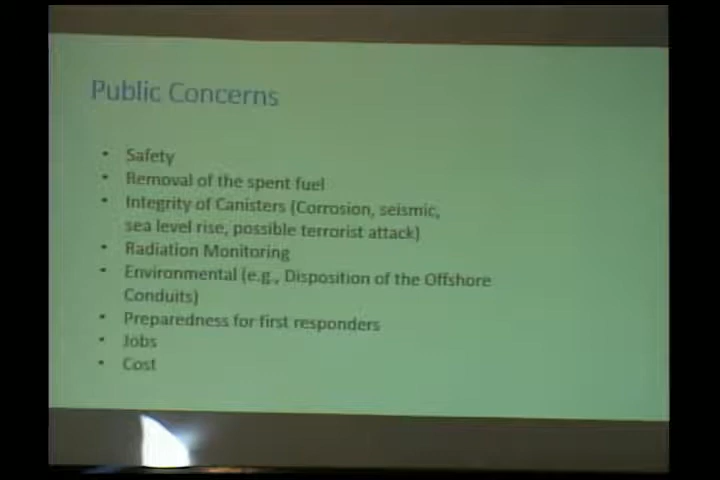 Public Concerns
• Safety
• Removal of the spent fuel
• Integrity of Canisters (Corrosion, seismic,
sea level rise, possible terrorist attack)
• Radiation Monitoring
• Environmental (e.g., Disposition of the Offshore
Conduits)
• Preparedness for first responders
• Jobs
• Cost